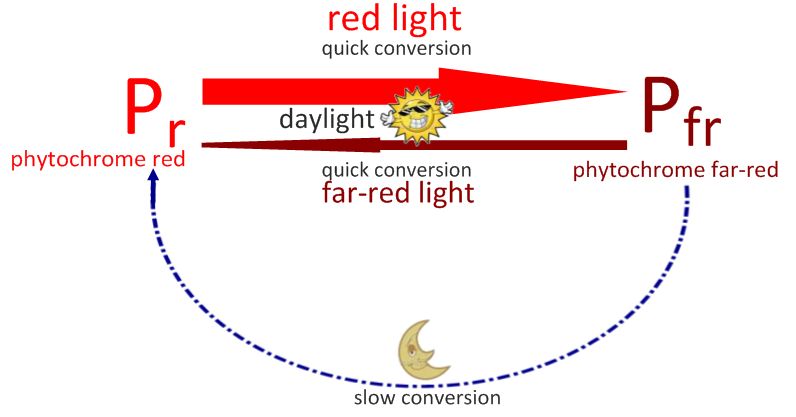 red light
quick conversion
Pr
phytochrome red
daylight
Pfr
phytochrome far-red
quick conversion
far-red light
slow conversion